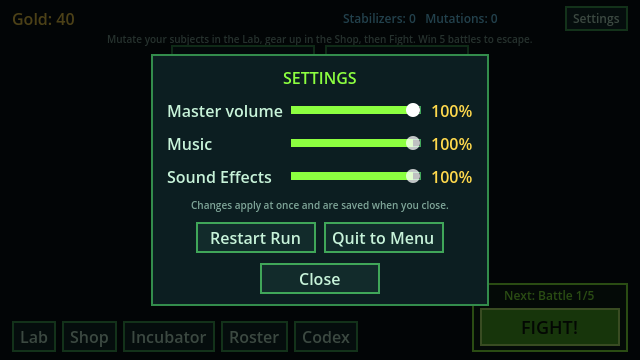 Gold: 40
Stabilizers: 0 Mutations: 0
Settings
Mutate your subjects in the Lab, gear up in the Shop, then Fight. Win 5 battles to escape.
SETTINGS
Master volume 100%
Music 100%
Sound Effects 100%
Changes apply at once and are saved when you close.
Restart Run Quit to Menu
Close
Next: Battle 1/5
FIGHT!
Lab Shop Incubator Roster Codex